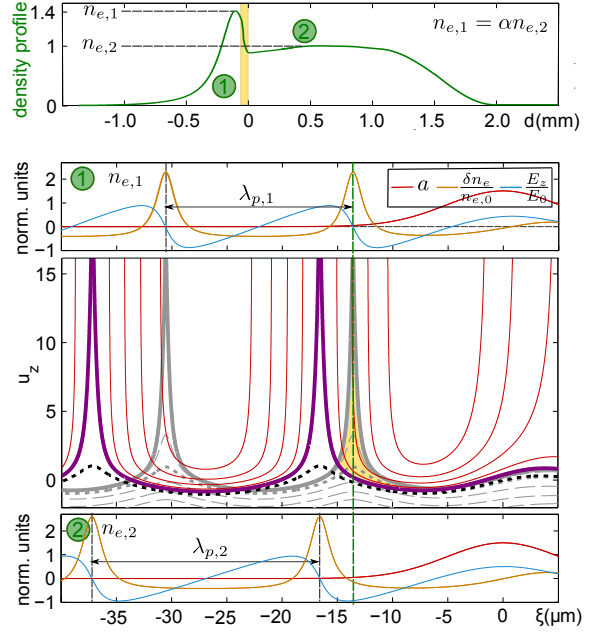 density profile
1.4
1
0
n_{e,1}
n_{e,2}
1
2
n_{e,1} = αn_{e,2}
-1.0 -0.5 0 0.5 1.0 1.5 2.0 d(mm)
norm. units
2
1
0
−1
1
n_{e,1}
λ_{p,1}
a δn_e/n_{e,0} E_z/E_0
u_z
15
10
5
0
norm. units
2
1
0
−1
2
n_{e,2}
λ_{p,2}
-35 −30 −25 −20 −15 −10 −5 0 ξ(μm)